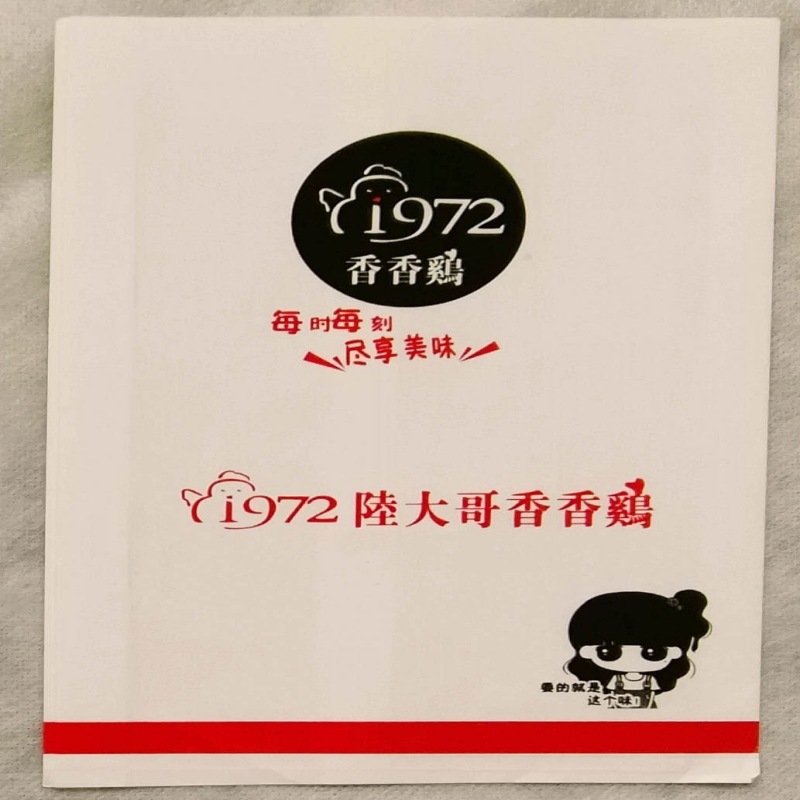 1972
香香鷄
每时每刻
尽享美味
1972 陸大哥香香鷄
要的就是
这个味!